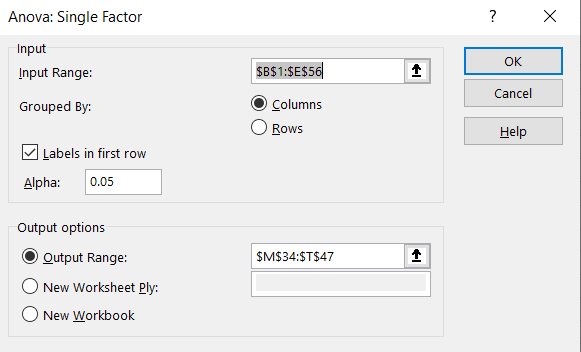 Anova: Single Factor ?
Input
Input Range: $B$1:$E$56
Grouped By: Columns
Rows
Labels in first row
Alpha: 0.05
OK
Cancel
Help
Output options
Output Range: $M$34:$T$47
New Worksheet Ply:
New Workbook